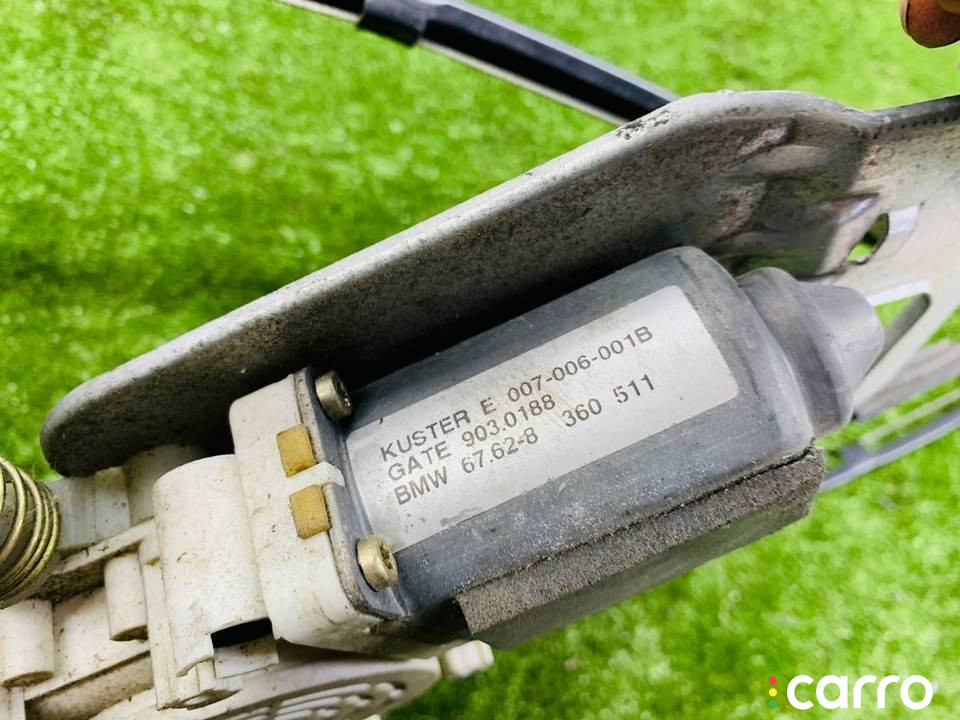 KUSTER E 007-006-001B
GATE 903.0188
BMW 67.62-8 360 511
carro